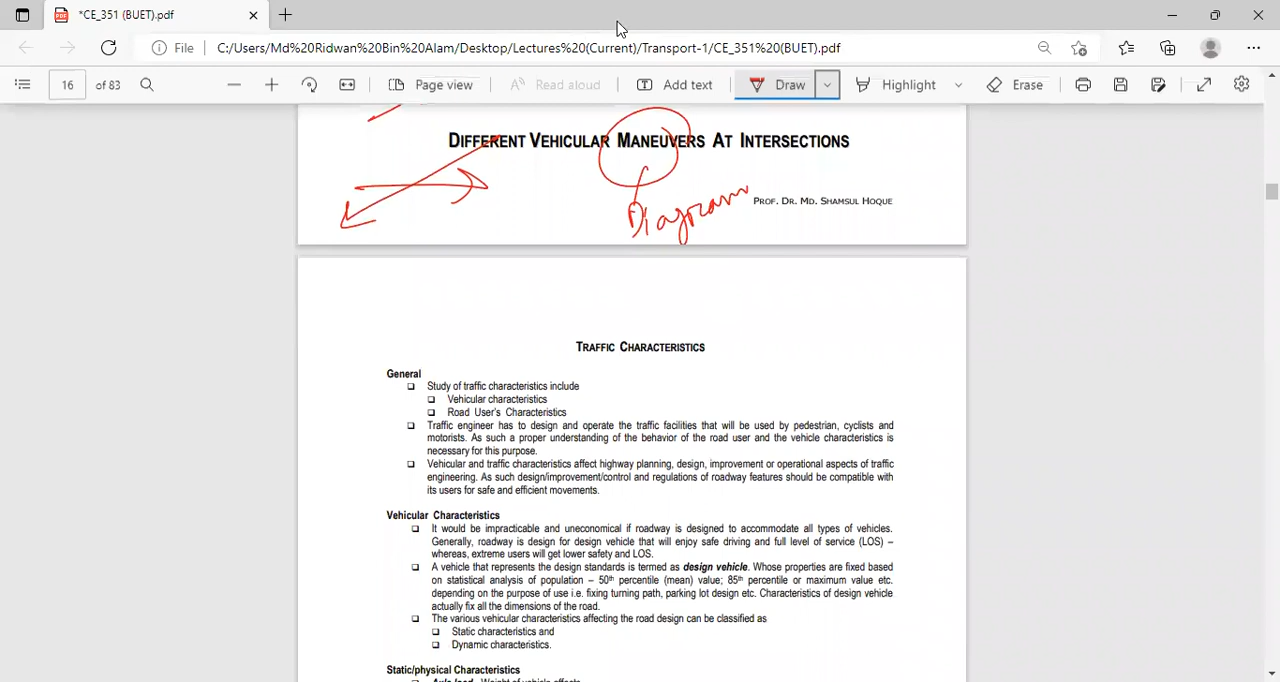 *CE_351 (BUET).pdf
File C:/Users/Md%20Ridwan%20Bin%20Alam/Desktop/Lectures%20(Current)/Transport-1/CE_351%20(BUET).pdf
16 of 83 Page view Read aloud Add text Draw Highlight Erase
DIFFERENT VEHICULAR MANEUVERS AT INTERSECTIONS
Diagram
PROF. DR. MD. SHAMSUL HOQUE
TRAFFIC CHARACTERISTICS
General
Study of traffic characteristics include
Vehicular characteristics
Road User's Characteristics
Traffic engineer has to design and operate the traffic facilities that will be used by pedestrian, cyclists and
motorists. As such a proper understanding of the behavior of the road user and the vehicle characteristics is
necessary for this purpose.
Vehicular and traffic characteristics affect highway planning, design, improvement or operational aspects of traffic
engineering. As such design/improvement/control and regulations of roadway features should be compatible with
its users for safe and efficient movements.
Vehicular Characteristics
It would be impracticable and uneconomical if roadway is designed to accommodate all types of vehicles.
Generally, roadway is design for design vehicle that will enjoy safe driving and full level of service (LOS) –
whereas, extreme users will get lower safety and LOS.
A vehicle that represents the design standards is termed as design vehicle. Whose properties are fixed based
on statistical analysis of population – 50th percentile (mean) value; 85th percentile or maximum value etc.
depending on the purpose of use i.e. fixing turning path, parking lot design etc. Characteristics of design vehicle
actually fix all the dimensions of the road.
The various vehicular characteristics affecting the road design can be classified as
Static characteristics and
Dynamic characteristics.
Static/physical Characteristics
Axle load - Weight of vehicle effects